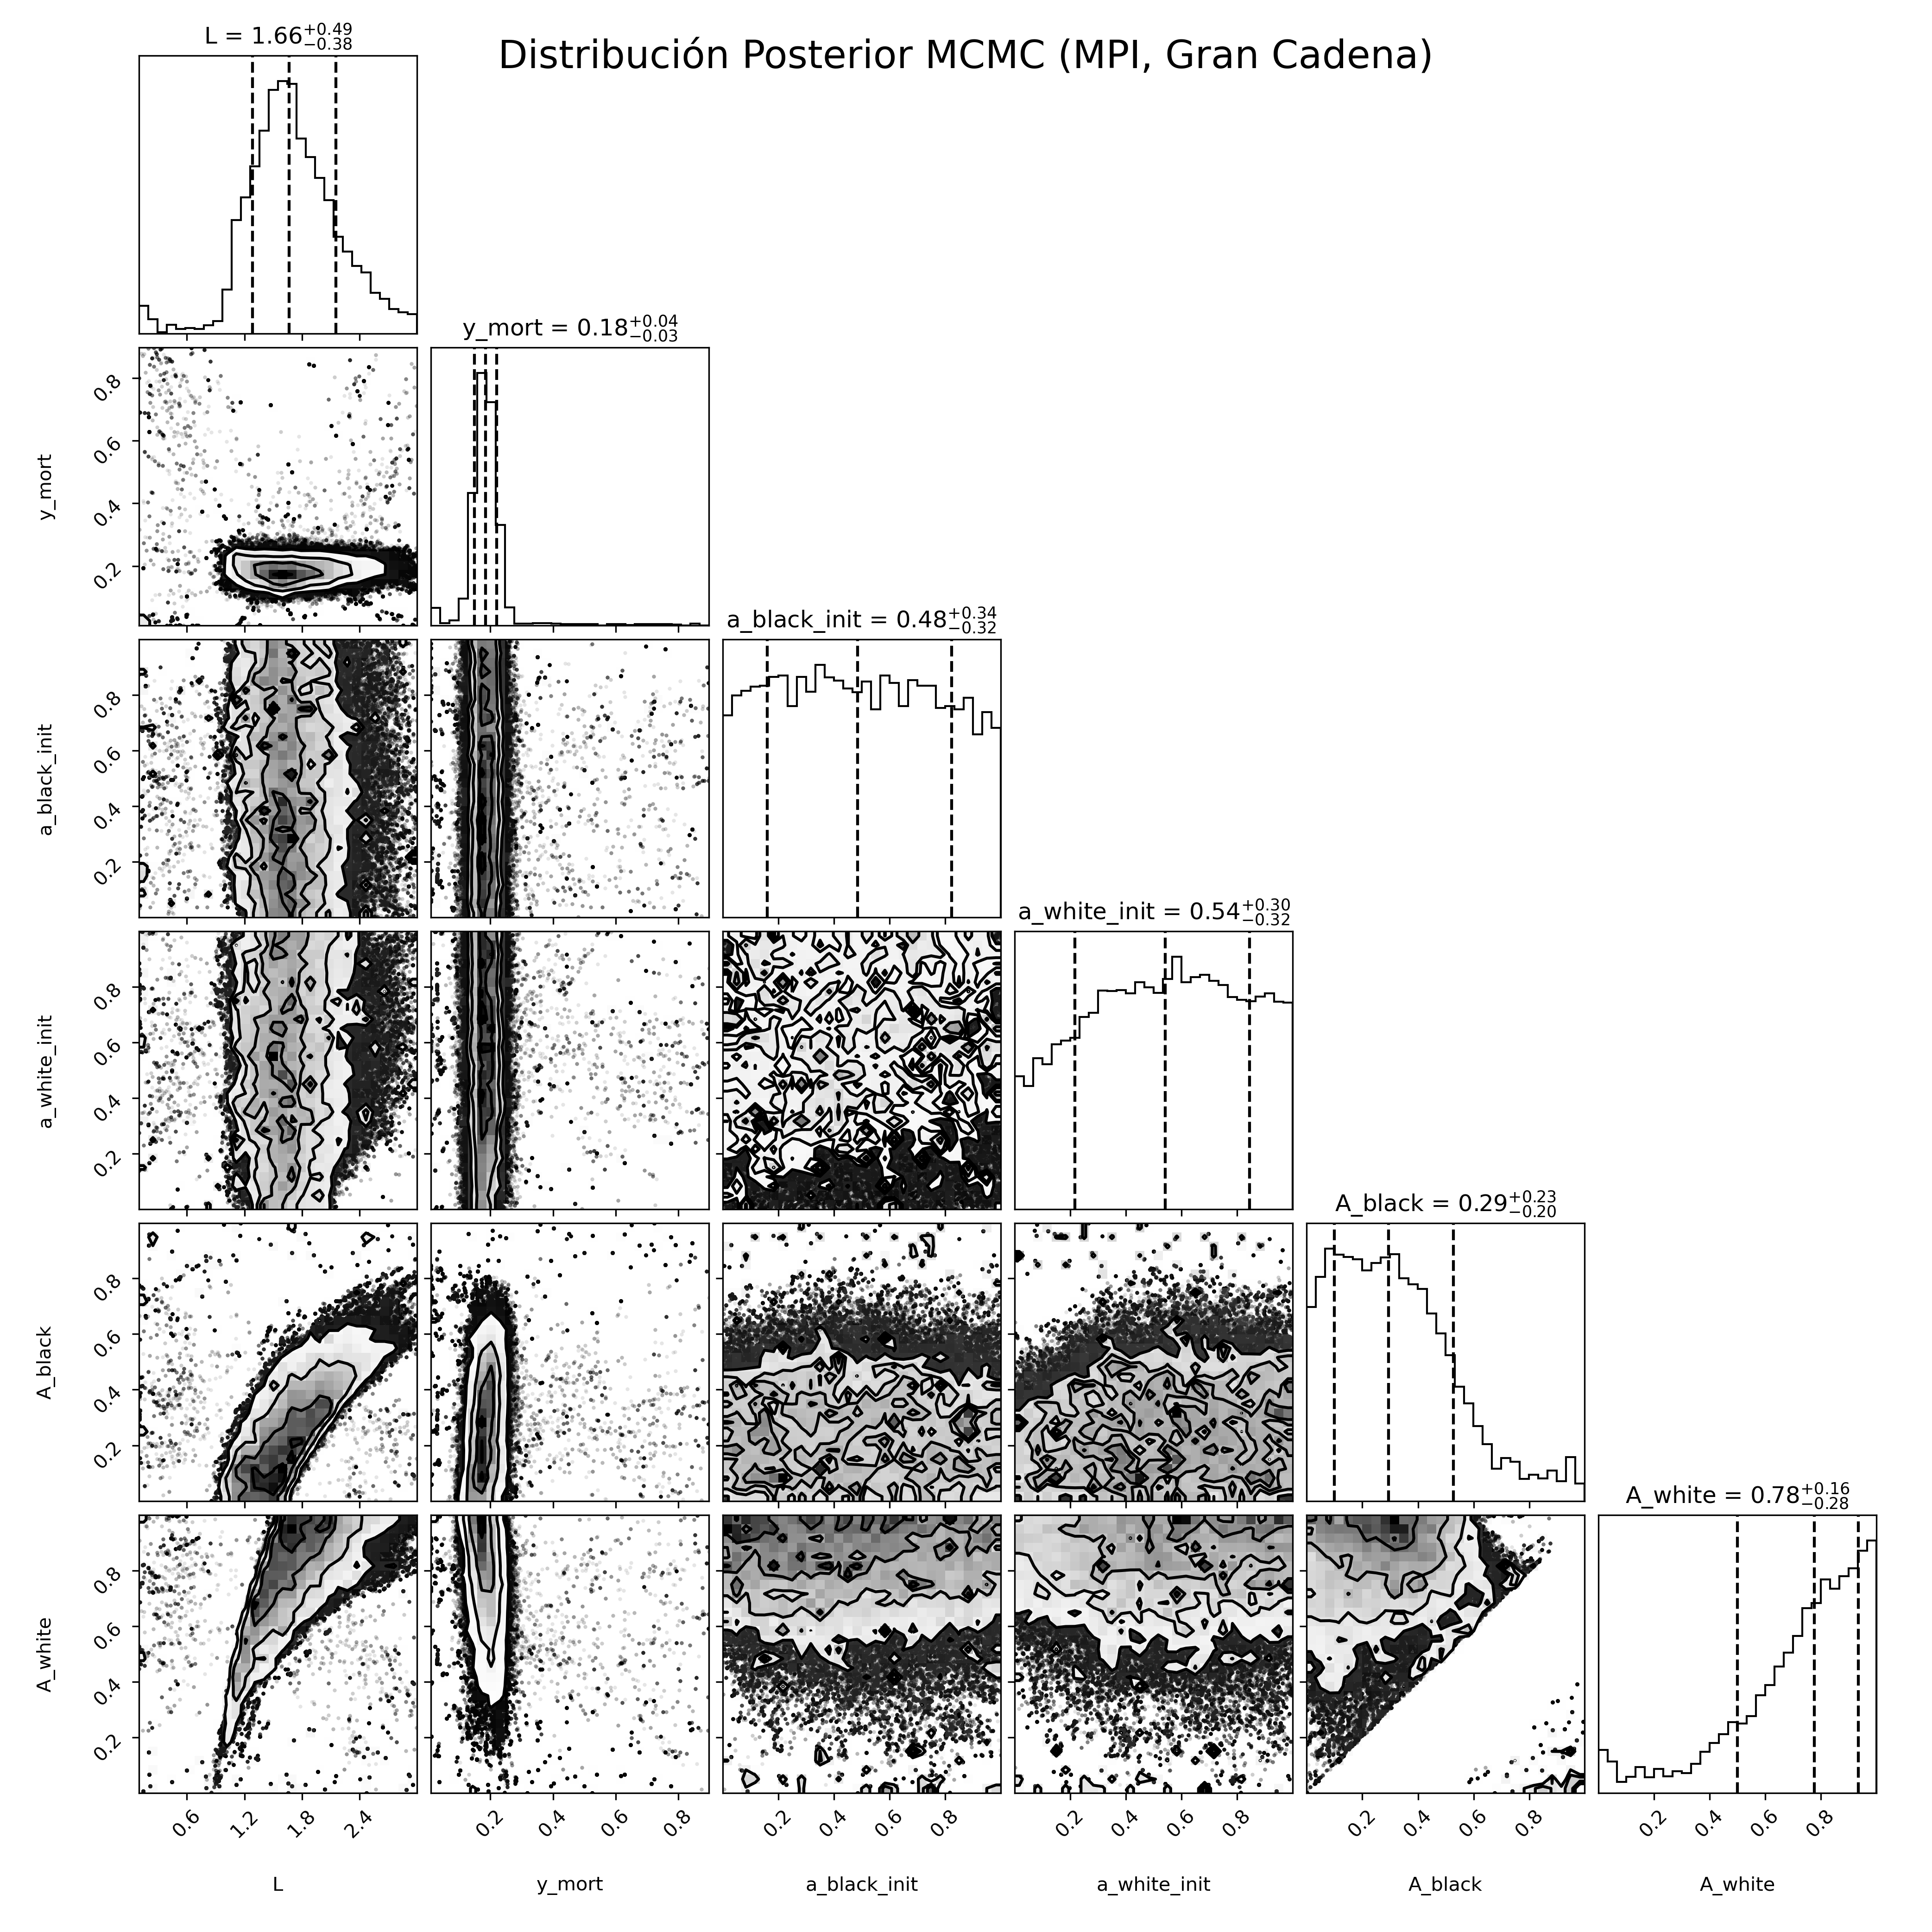 Distribución Posterior MCMC (MPI, Gran Cadena)
L = 1.66+0.49−0.38
y_mort = 0.18+0.04−0.03
0.8
0.6
0.4
0.2
y_mort
a_black_init = 0.48+0.34−0.32
0.8
0.6
0.4
0.2
a_black_init
a_white_init = 0.54+0.30−0.32
0.8
0.6
0.4
0.2
a_white_init
A_black = 0.29+0.23−0.20
0.8
0.6
0.4
0.2
A_black
A_white = 0.78+0.16−0.28
0.8
0.6
0.4
0.2
A_white
0.6 1.2 1.8 2.4 0.2 0.4 0.6 0.8 0.2 0.4 0.6 0.8 0.2 0.4 0.6 0.8 0.2 0.4 0.6 0.8 0.2 0.4 0.6 0.8
L y_mort a_black_init a_white_init A_black A_white